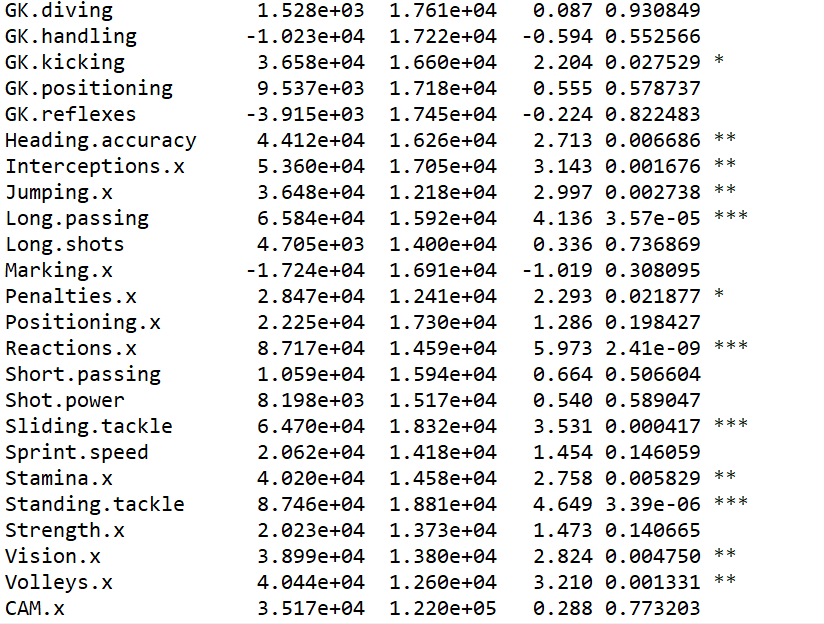 GK.diving 1.528e+03 1.761e+04 0.087 0.930849
GK.handling -1.023e+04 1.722e+04 -0.594 0.552566
GK.kicking 3.658e+04 1.660e+04 2.204 0.027529 *
GK.positioning 9.537e+03 1.718e+04 0.555 0.578737
GK.reflexes -3.915e+03 1.745e+04 -0.224 0.822483
Heading.accuracy 4.412e+04 1.626e+04 2.713 0.006686 **
Interceptions.x 5.360e+04 1.705e+04 3.143 0.001676 **
Jumping.x 3.648e+04 1.218e+04 2.997 0.002738 **
Long.passing 6.584e+04 1.592e+04 4.136 3.57e-05 ***
Long.shots 4.705e+03 1.400e+04 0.336 0.736869
Marking.x -1.724e+04 1.691e+04 -1.019 0.308095
Penalties.x 2.847e+04 1.241e+04 2.293 0.021877 *
Positioning.x 2.225e+04 1.730e+04 1.286 0.198427
Reactions.x 8.717e+04 1.459e+04 5.973 2.41e-09 ***
Short.passing 1.059e+04 1.594e+04 0.664 0.506604
Shot.power 8.198e+03 1.517e+04 0.540 0.589047
Sliding.tackle 6.470e+04 1.832e+04 3.531 0.000417 ***
Sprint.speed 2.062e+04 1.418e+04 1.454 0.146059
Stamina.x 4.020e+04 1.458e+04 2.758 0.005829 **
Standing.tackle 8.746e+04 1.881e+04 4.649 3.39e-06 ***
Strength.x 2.023e+04 1.373e+04 1.473 0.140665
Vision.x 3.899e+04 1.380e+04 2.824 0.004750 **
Volleys.x 4.044e+04 1.260e+04 3.210 0.001331 **
CAM.x 3.517e+04 1.220e+05 0.288 0.773203